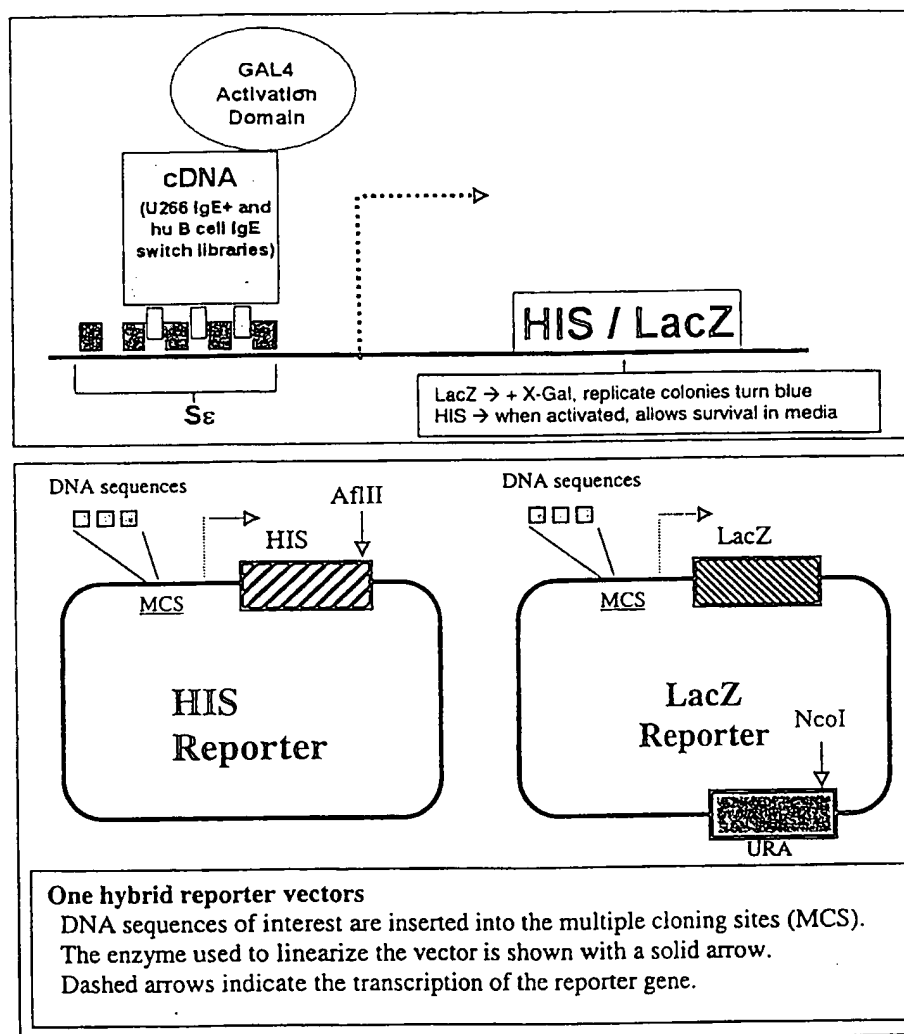 GAL4
Activation
Domain
cDNA
(U266 IgE+ and
hu B cell IgE
switch libraries)
HIS / LacZ
Sε
LacZ → + X-Gal, replicate colonies turn blue
HIS → when activated, allows survival in media
DNA sequences
AflII
HIS
MCS
HIS
Reporter
DNA sequences
LacZ
MCS
LacZ
Reporter
NcoI
URA
One hybrid reporter vectors
DNA sequences of interest are inserted into the multiple cloning sites (MCS).
The enzyme used to linearize the vector is shown with a solid arrow.
Dashed arrows indicate the transcription of the reporter gene.